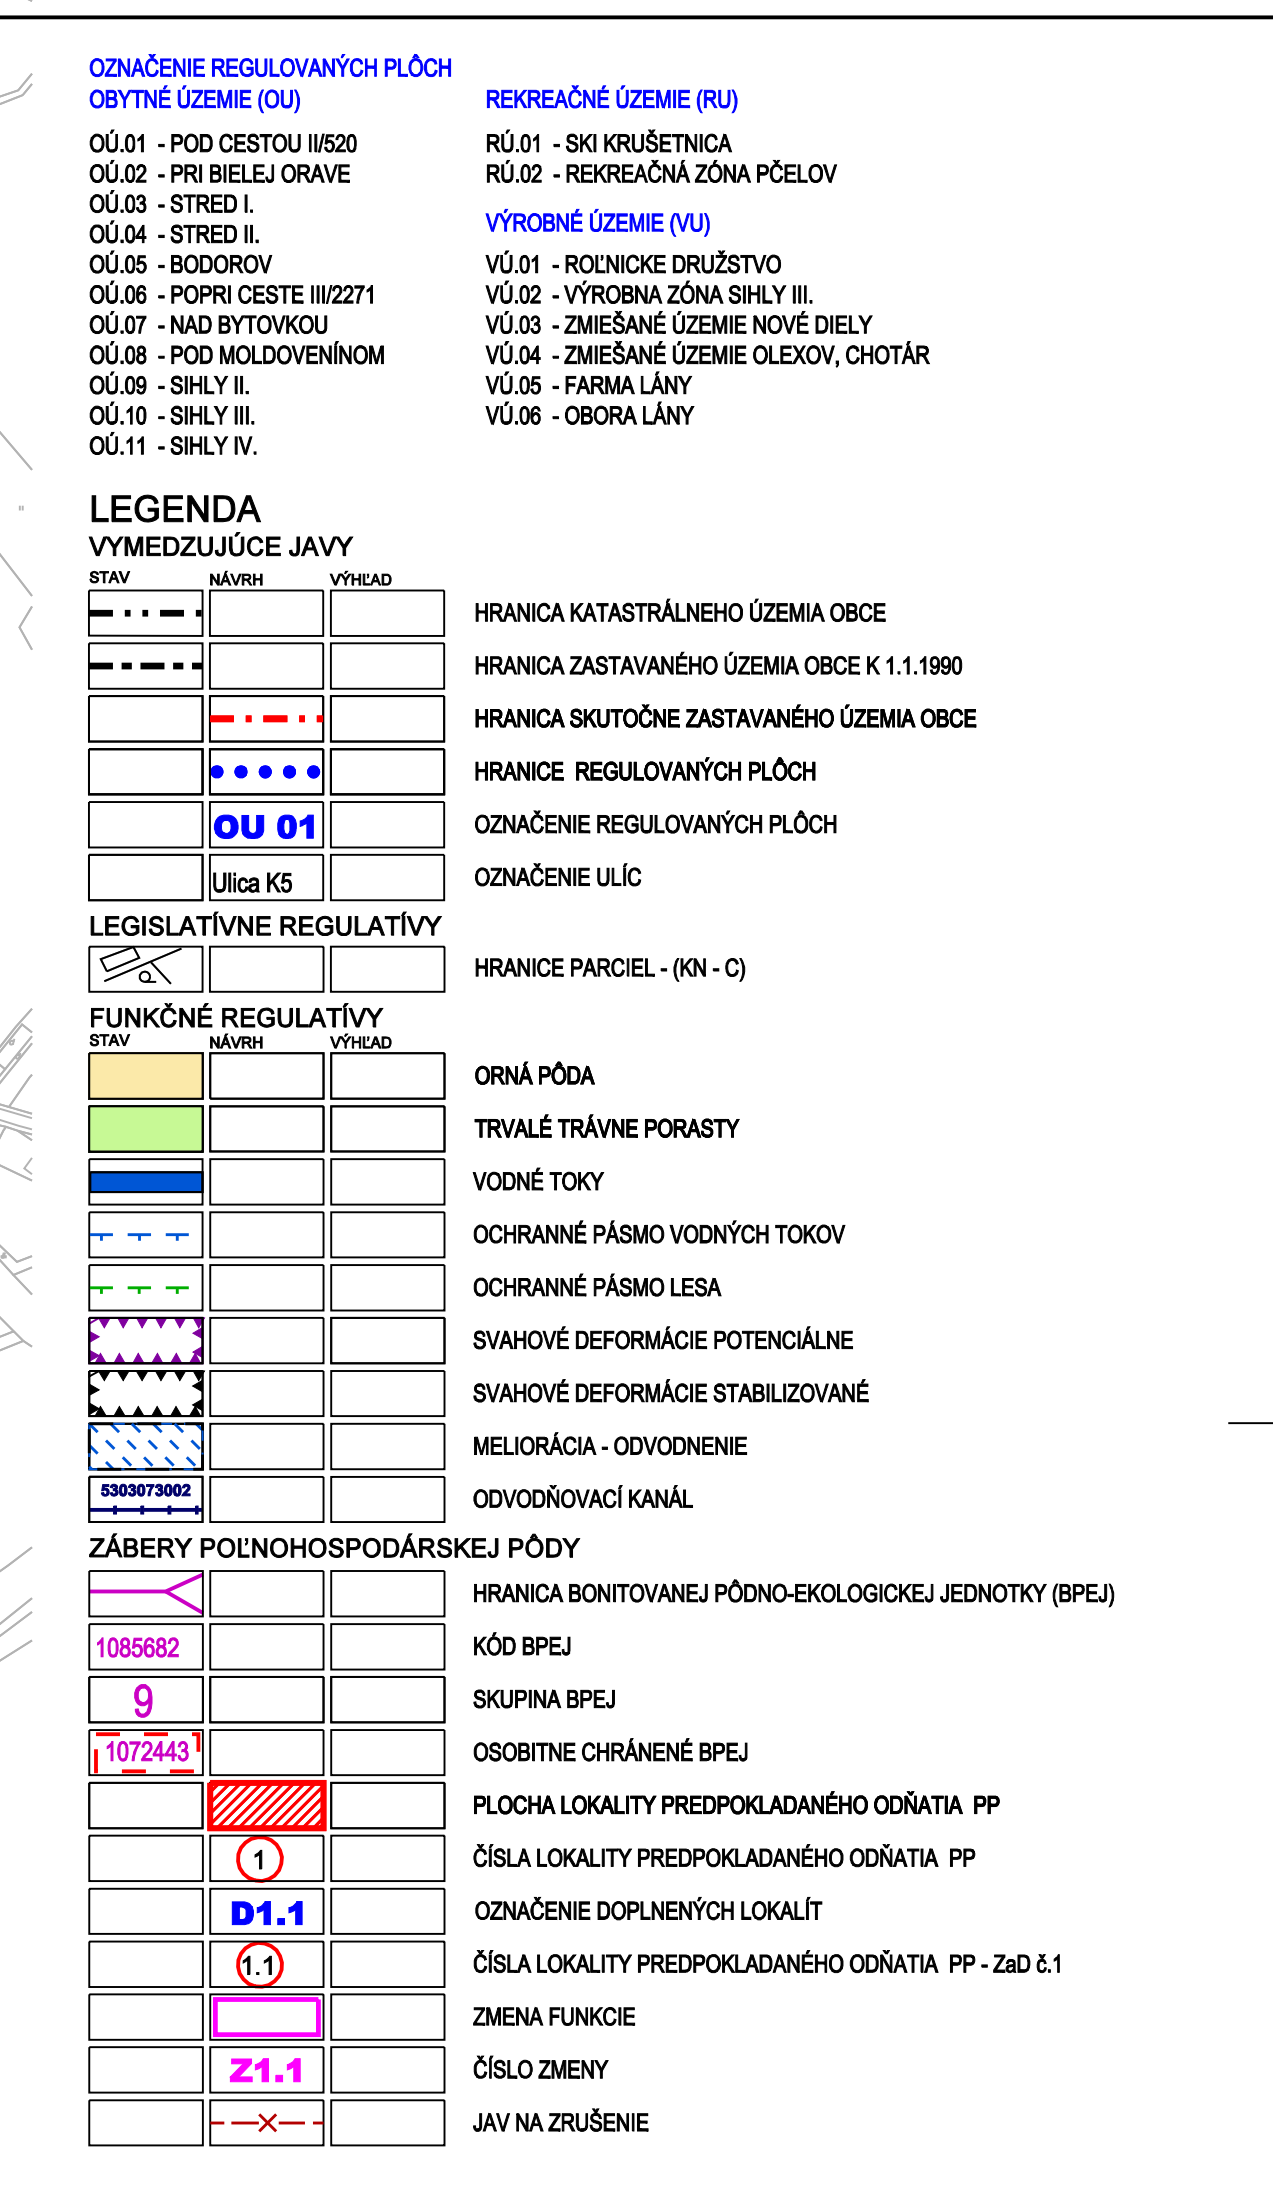 OZNAČENIE REGULOVANÝCH PLÔCH
OBYTNÉ ÚZEMIE (OU)
OÚ.01 - POD CESTOU II/520
OÚ.02 - PRI BIELEJ ORAVE
OÚ.03 - STRED I.
OÚ.04 - STRED II.
OÚ.05 - BODOROV
OÚ.06 - POPRI CESTE III/2271
OÚ.07 - NAD BYTOVKOU
OÚ.08 - POD MOLDOVENÍNOM
OÚ.09 - SIHLY II.
OÚ.10 - SIHLY III.
OÚ.11 - SIHLY IV.
REKREAČNÉ ÚZEMIE (RU)
RÚ.01 - SKI KRUŠETNICA
RÚ.02 - REKREAČNÁ ZÓNA PČELOV
VÝROBNÉ ÚZEMIE (VU)
VÚ.01 - ROĽNICKE DRUŽSTVO
VÚ.02 - VÝROBNA ZÓNA SIHLY III.
VÚ.03 - ZMIEŠANÉ ÚZEMIE NOVÉ DIELY
VÚ.04 - ZMIEŠANÉ ÚZEMIE OLEXOV, CHOTÁR
VÚ.05 - FARMA LÁNY
VÚ.06 - OBORA LÁNY
LEGENDA
VYMEDZUJÚCE JAVY
STAV NÁVRH VÝHĽAD
HRANICA KATASTRÁLNEHO ÚZEMIA OBCE
HRANICA ZASTAVANÉHO ÚZEMIA OBCE K 1.1.1990
HRANICA SKUTOČNE ZASTAVANÉHO ÚZEMIA OBCE
HRANICE REGULOVANÝCH PLÔCH
OU 01 OZNAČENIE REGULOVANÝCH PLÔCH
Ulica K5 OZNAČENIE ULÍC
LEGISLATÍVNE REGULATÍVY
HRANICE PARCIEL - (KN - C)
FUNKČNÉ REGULATÍVY
STAV NÁVRH VÝHĽAD
ORNÁ PÔDA
TRVALÉ TRÁVNE PORASTY
VODNÉ TOKY
OCHRANNÉ PÁSMO VODNÝCH TOKOV
OCHRANNÉ PÁSMO LESA
SVAHOVÉ DEFORMÁCIE POTENCIÁLNE
SVAHOVÉ DEFORMÁCIE STABILIZOVANÉ
MELIORÁCIA - ODVODNENIE
5303073002 ODVODŇOVACÍ KANÁL
ZÁBERY POĽNOHOSPODÁRSKEJ PÔDY
HRANICA BONITOVANEJ PÔDNO-EKOLOGICKEJ JEDNOTKY (BPEJ)
1085682 KÓD BPEJ
9 SKUPINA BPEJ
1072443 OSOBITNE CHRÁNENÉ BPEJ
PLOCHA LOKALITY PREDPOKLADANÉHO ODŇATIA PP
1 ČÍSLA LOKALITY PREDPOKLADANÉHO ODŇATIA PP
D1.1 OZNAČENIE DOPLNENÝCH LOKALÍT
1.1 ČÍSLA LOKALITY PREDPOKLADANÉHO ODŇATIA PP - ZaD č.1
ZMENA FUNKCIE
Z1.1 ČÍSLO ZMENY
JAV NA ZRUŠENIE